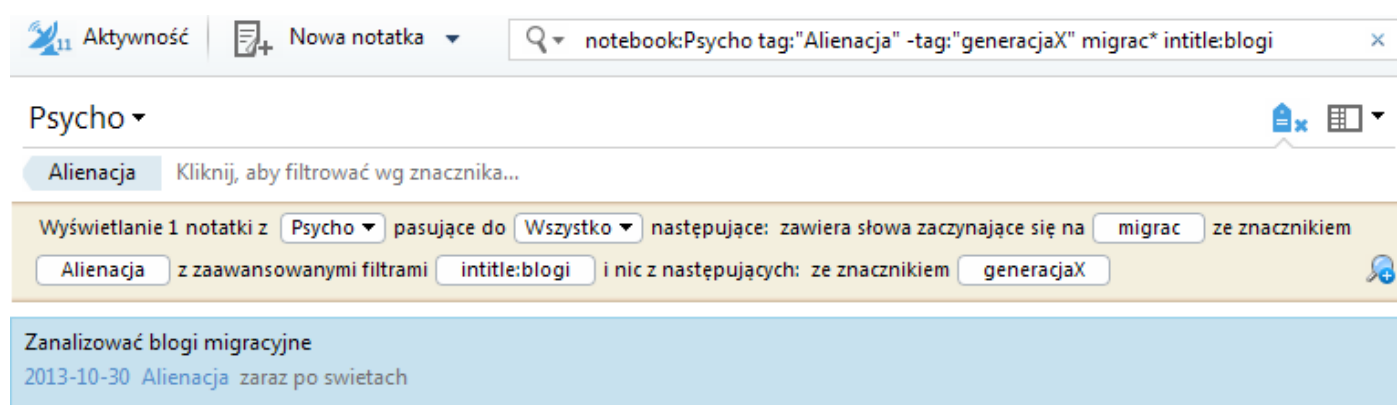 11 Aktywność Nowa notatka notebook:Psycho tag:"Alienacja" -tag:"generacjaX" migrac* intitle:blogi
Psycho
Alienacja Kliknij, aby filtrować wg znacznika...
Wyświetlanie 1 notatki z Psycho pasujące do Wszystko następujące: zawiera słowa zaczynające się na migrac ze znacznikiem
Alienacja z zaawansowanymi filtrami intitle:blogi i nic z następujących: ze znacznikiem generacjaX
Zanalizować blogi migracyjne
2013-10-30 Alienacja zaraz po swietach